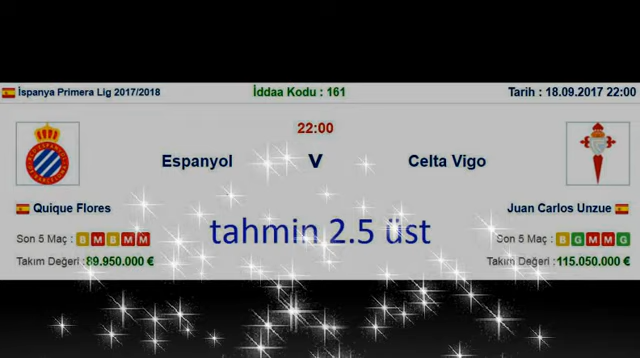 İspanya Primera Lig 2017/2018 İddaa Kodu : 161 Tarih : 18.09.2017 22:00
22:00
Espanyol V Celta Vigo
Quique Flores Juan Carlos Unzue
tahmin 2.5 üst
Son 5 Maç : B M B M M Son 5 Maç : B G M M G
Takım Değeri :89.950.000 € Takım Değeri :115.050.000 €